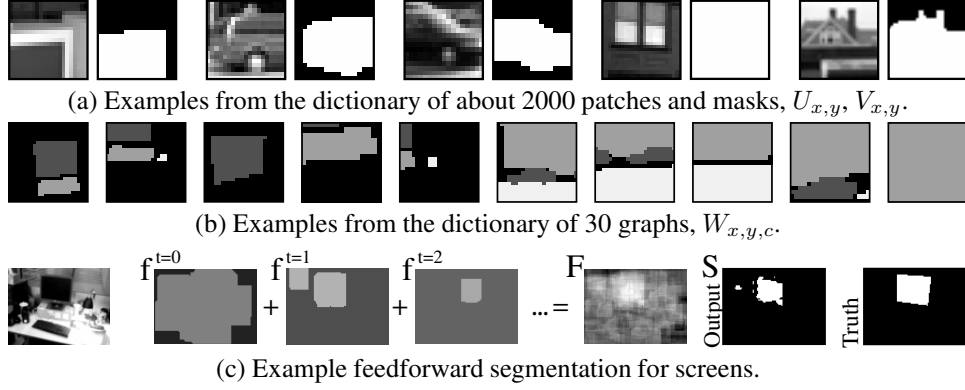 (a) Examples from the dictionary of about 2000 patches and masks, U_{x,y}, V_{x,y}.
(b) Examples from the dictionary of 30 graphs, W_{x,y,c}.
f^{t=0} + f^{t=1} + f^{t=2} ...= F S Output Truth
(c) Example feedforward segmentation for screens.